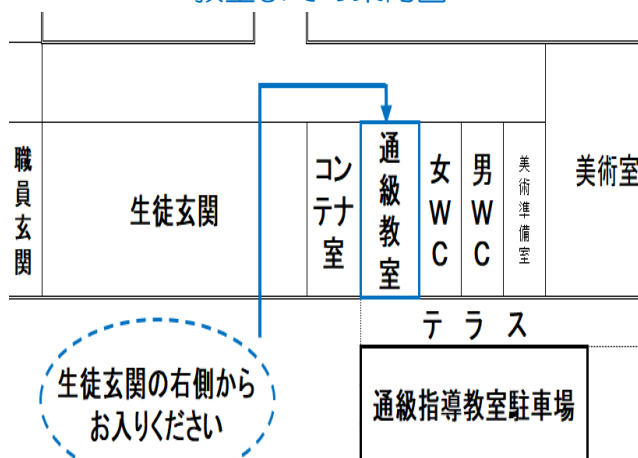 職員玄関
生徒玄関
コンテナ室
通級教室
女WC
男WC
美術準備室
美術室
テラス
生徒玄関の右側から
お入りください
通級指導教室駐車場